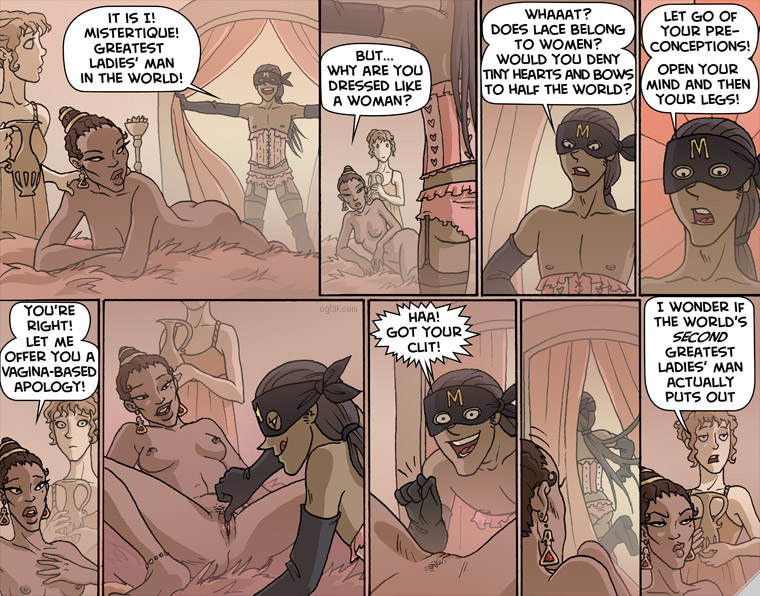 IT IS I!
MISTERTIQUE!
GREATEST
LADIES' MAN
IN THE WORLD!
BUT...
WHY ARE YOU
DRESSED LIKE
A WOMAN?
WHAAAT?
DOES LACE BELONG
TO WOMEN?
WOULD YOU DENY
TINY HEARTS AND BOWS
TO HALF THE WORLD?
M
LET GO OF
YOUR PRE-
CONCEPTIONS!
OPEN YOUR
MIND AND THEN
YOUR LEGS!
M
YOU'RE
RIGHT!
LET ME
OFFER YOU A
VAGINA-BASED
APOLOGY!
oglaf.com
HAA!
GOT YOUR
CLIT!
M
I WONDER IF
THE WORLD'S
SECOND
GREATEST
LADIES' MAN
ACTUALLY
PUTS OUT